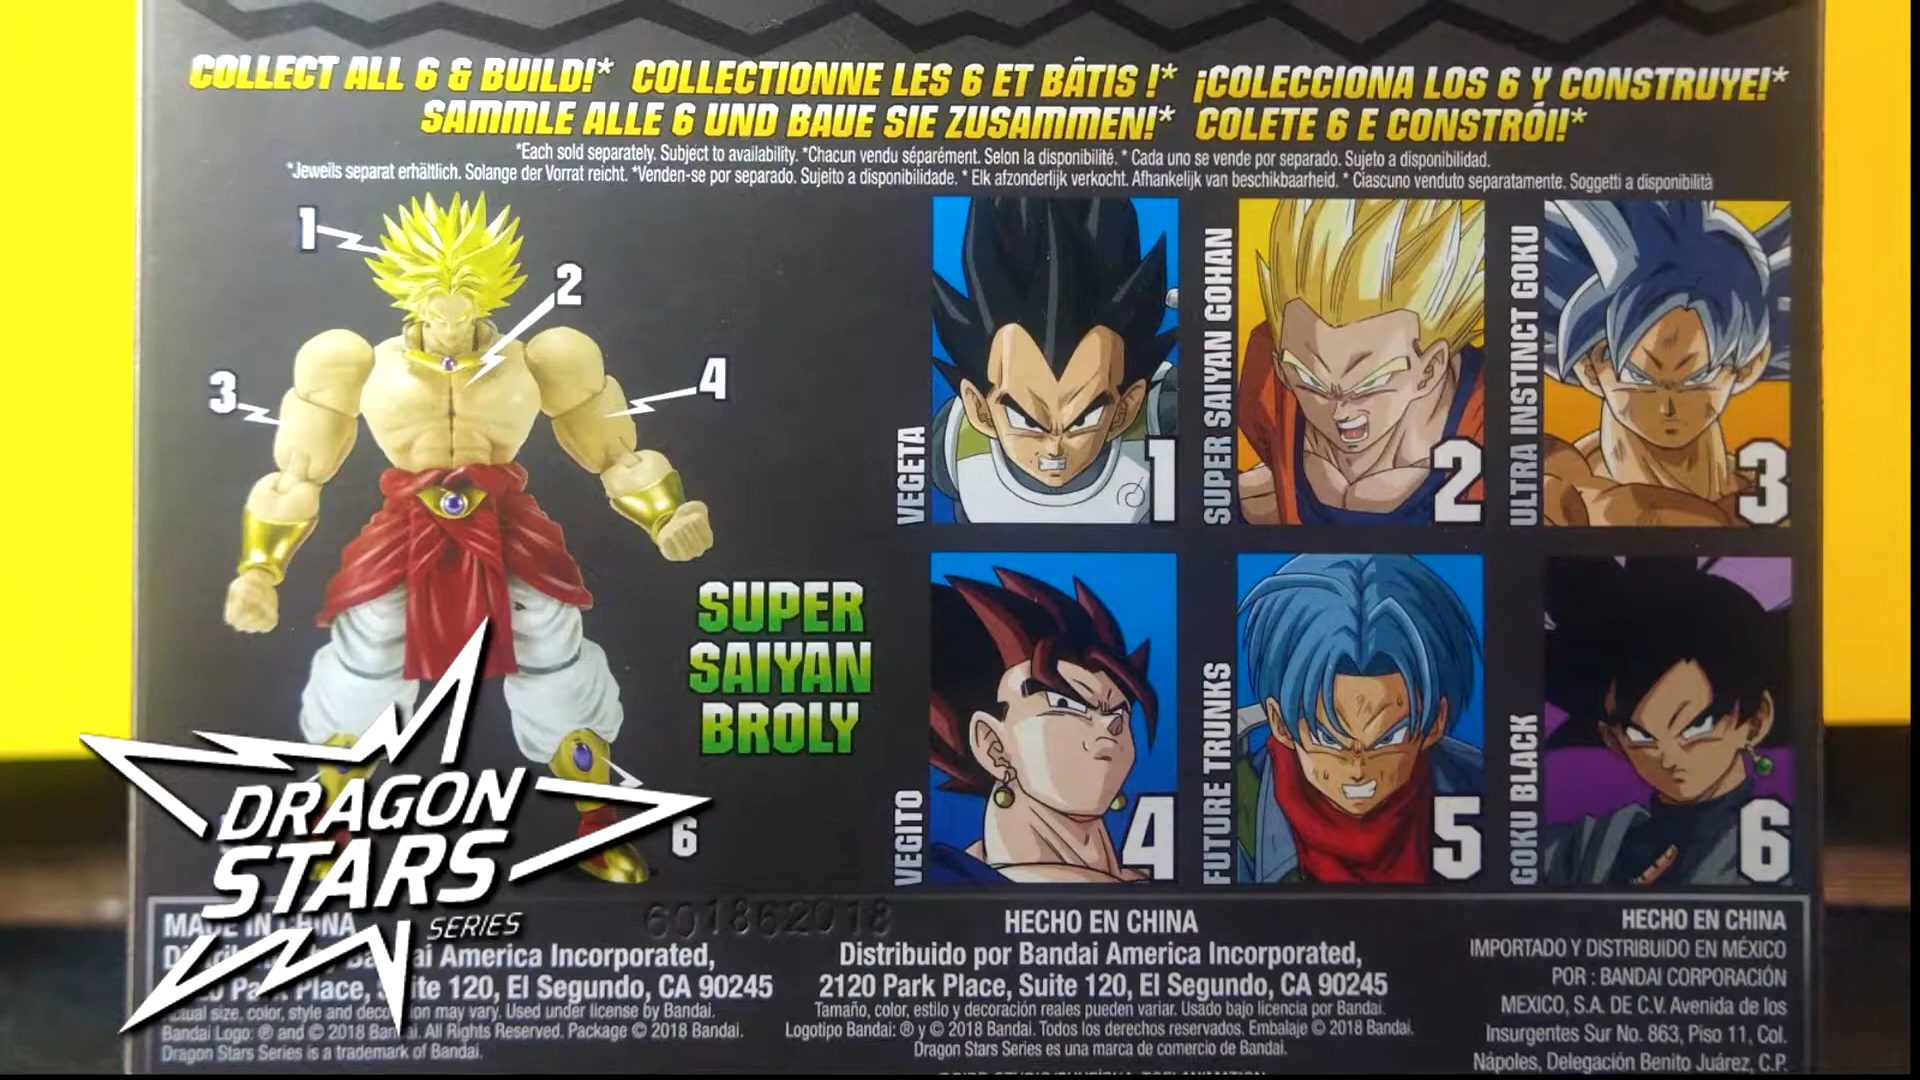 COLLECT ALL 6 & BUILD!* COLLECTIONNE LES 6 ET BÂTIS !* ¡COLECCIONA LOS 6 Y CONSTRUYE!*
SAMMLE ALLE 6 UND BAUE SIE ZUSAMMEN!* COLETE 6 E CONSTRÓI!*
*Each sold separately. Subject to availability. *Chacun vendu séparément. Selon la disponibilité. * Cada uno se vende por separado. Sujeto a disponibilidad.
*Jeweils separat erhältlich. Solange der Vorrat reicht. *Venden-se por separado. Sujeito a disponibilidade. * Elk afzonderlijk verkocht. Afhankelijk van beschikbaarheid. * Ciascuno venduto separatamente. Soggetti a disponibilità
1
2
3
4
6
SUPER
SAIYAN
BROLY
VEGETA
1
SUPER SAIYAN GOHAN
2
ULTRA INSTINCT GOKU
3
VEGITO
4
FUTURE TRUNKS
5
GOKU BLACK
6
DRAGON
STARS
SERIES
601862018
MADE IN CHINA
America Incorporated,
Place, Suite 120, El Segundo, CA 90245
size, color, style and decoration may vary. Used under license by Bandai.
Bandai Logo: ® and © 2018 Bandai. All Rights Reserved. Package © 2018 Bandai.
Dragon Stars Series is a trademark of Bandai.
HECHO EN CHINA
Distribuido por Bandai America Incorporated,
2120 Park Place, Suite 120, El Segundo, CA 90245
Tamaño, color, estilo y decoración reales pueden variar. Usado bajo licencia por Bandai.
Logotipo Bandai: ® y © 2018 Bandai. Todos los derechos reservados. Embalaje © 2018 Bandai.
Dragon Stars Series es una marca de comercio de Bandai.
HECHO EN CHINA
IMPORTADO Y DISTRIBUIDO EN MÉXICO
POR : BANDAI CORPORACIÓN
MEXICO, S.A. DE C.V. Avenida de los
Insurgentes Sur No. 863, Piso 11, Col.
Nápoles, Delegación Benito Juárez, C.P.